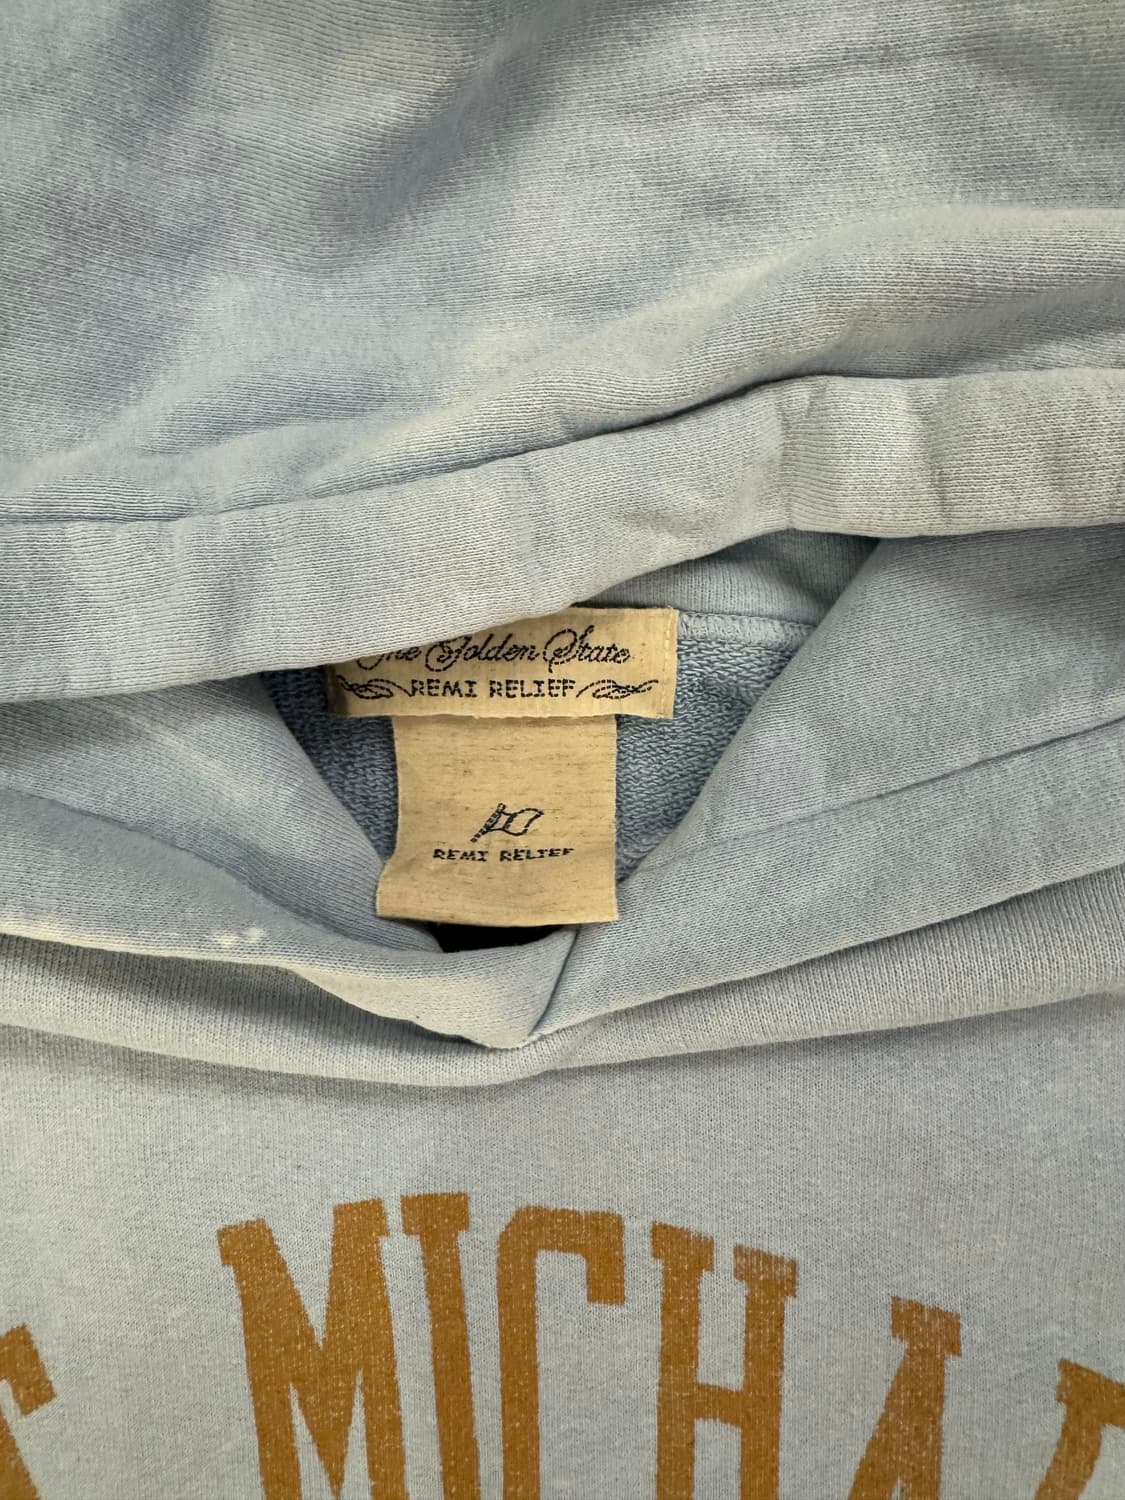 The Golden State
REMI RELIEF
REMI RELIEF
MICHA